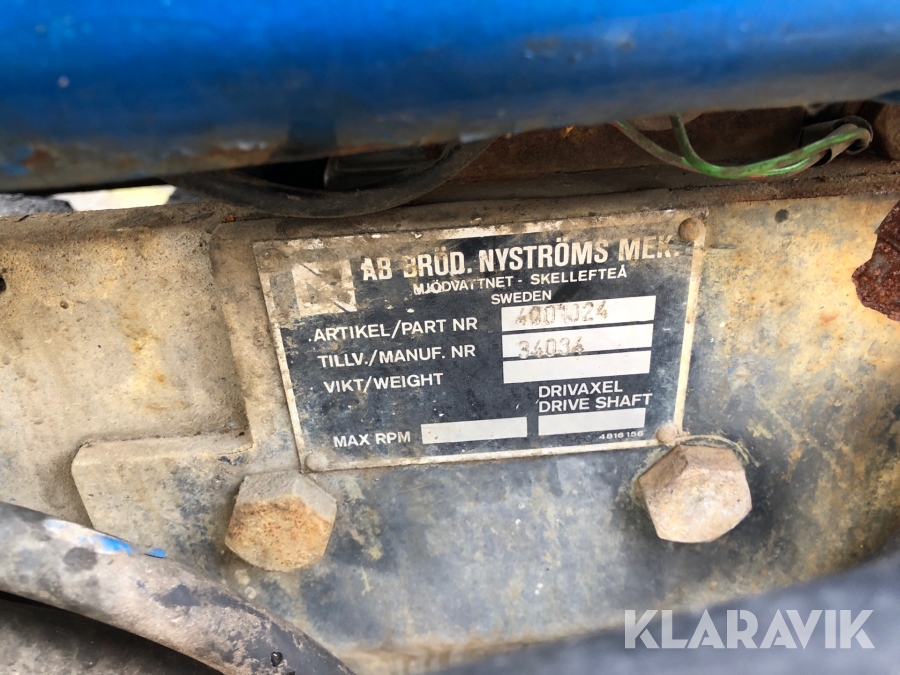 AB BRÖD. NYSTRÖMS MEK.
MJÖDVATTNET - SKELLEFTEÅ
SWEDEN
ARTIKEL/PART NR 4001024
TILLV./MANUF. NR 34034
VIKT/WEIGHT
DRIVAXEL
DRIVE SHAFT
MAX RPM
4816156
KLARAVIK